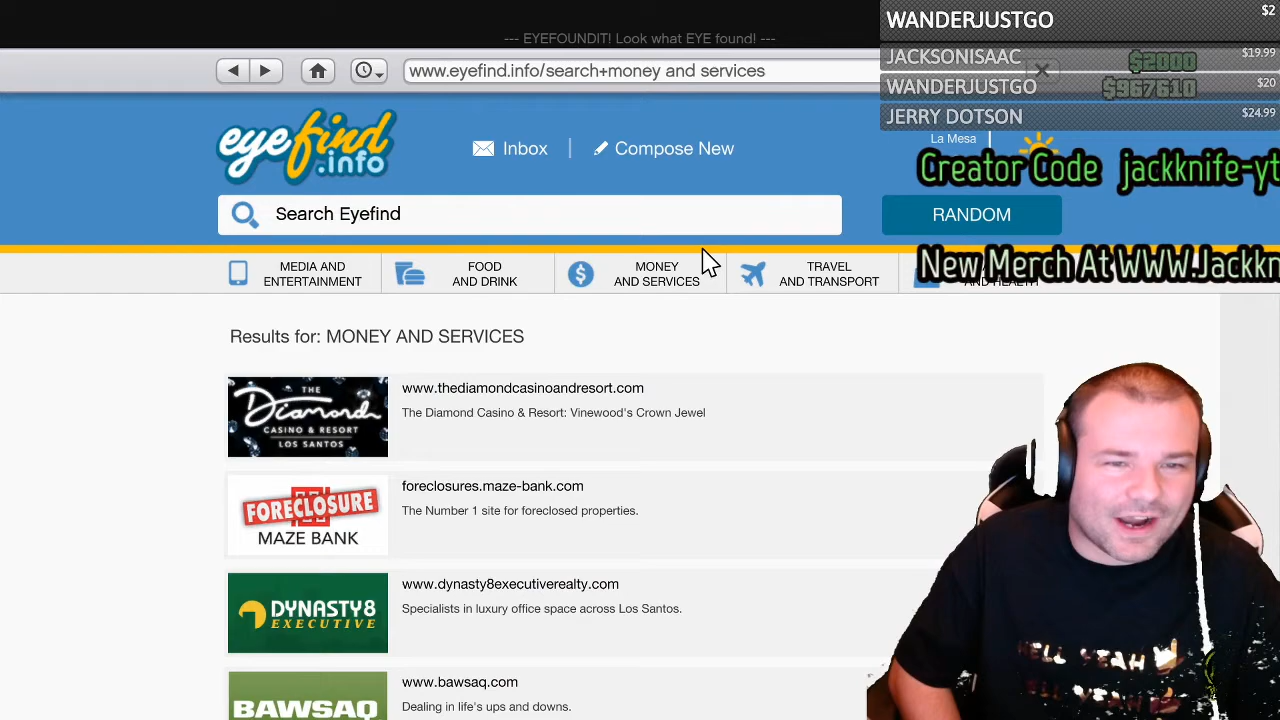 --- EYEFOUNDIT! Look what EYE found! ---
WANDERJUSTGO $2
JACKSONISAAC $19.99
WANDERJUSTGO $20
JERRY DOTSON $24.99
$2000
$967610
www.eyefind.info/search+money and services
eyefind
.info
Inbox
Compose New
La Mesa
Creator Code jackknife-yt
Search Eyefind
RANDOM
New Merch At WWW.Jackkn
MEDIA AND
ENTERTAINMENT
FOOD
AND DRINK
MONEY
AND SERVICES
TRAVEL
AND TRANSPORT
AND HEALTH
Results for: MONEY AND SERVICES
THE
Diamond
CASINO & RESORT
LOS SANTOS
www.thediamondcasinoandresort.com
The Diamond Casino & Resort: Vinewood's Crown Jewel
FORECLOSURE
MAZE BANK
foreclosures.maze-bank.com
The Number 1 site for foreclosed properties.
DYNASTY8
EXECUTIVE
www.dynasty8executiverealty.com
Specialists in luxury office space across Los Santos.
BAWSAQ
www.bawsaq.com
Dealing in life's ups and downs.
HELL YEAH